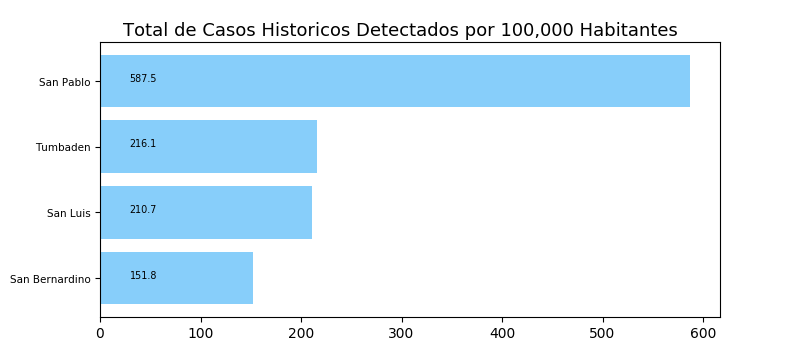 Total de Casos Historicos Detectados por 100,000 Habitantes
San Pablo 587.5
Tumbaden 216.1
San Luis 210.7
San Bernardino 151.8
0 100 200 300 400 500 600